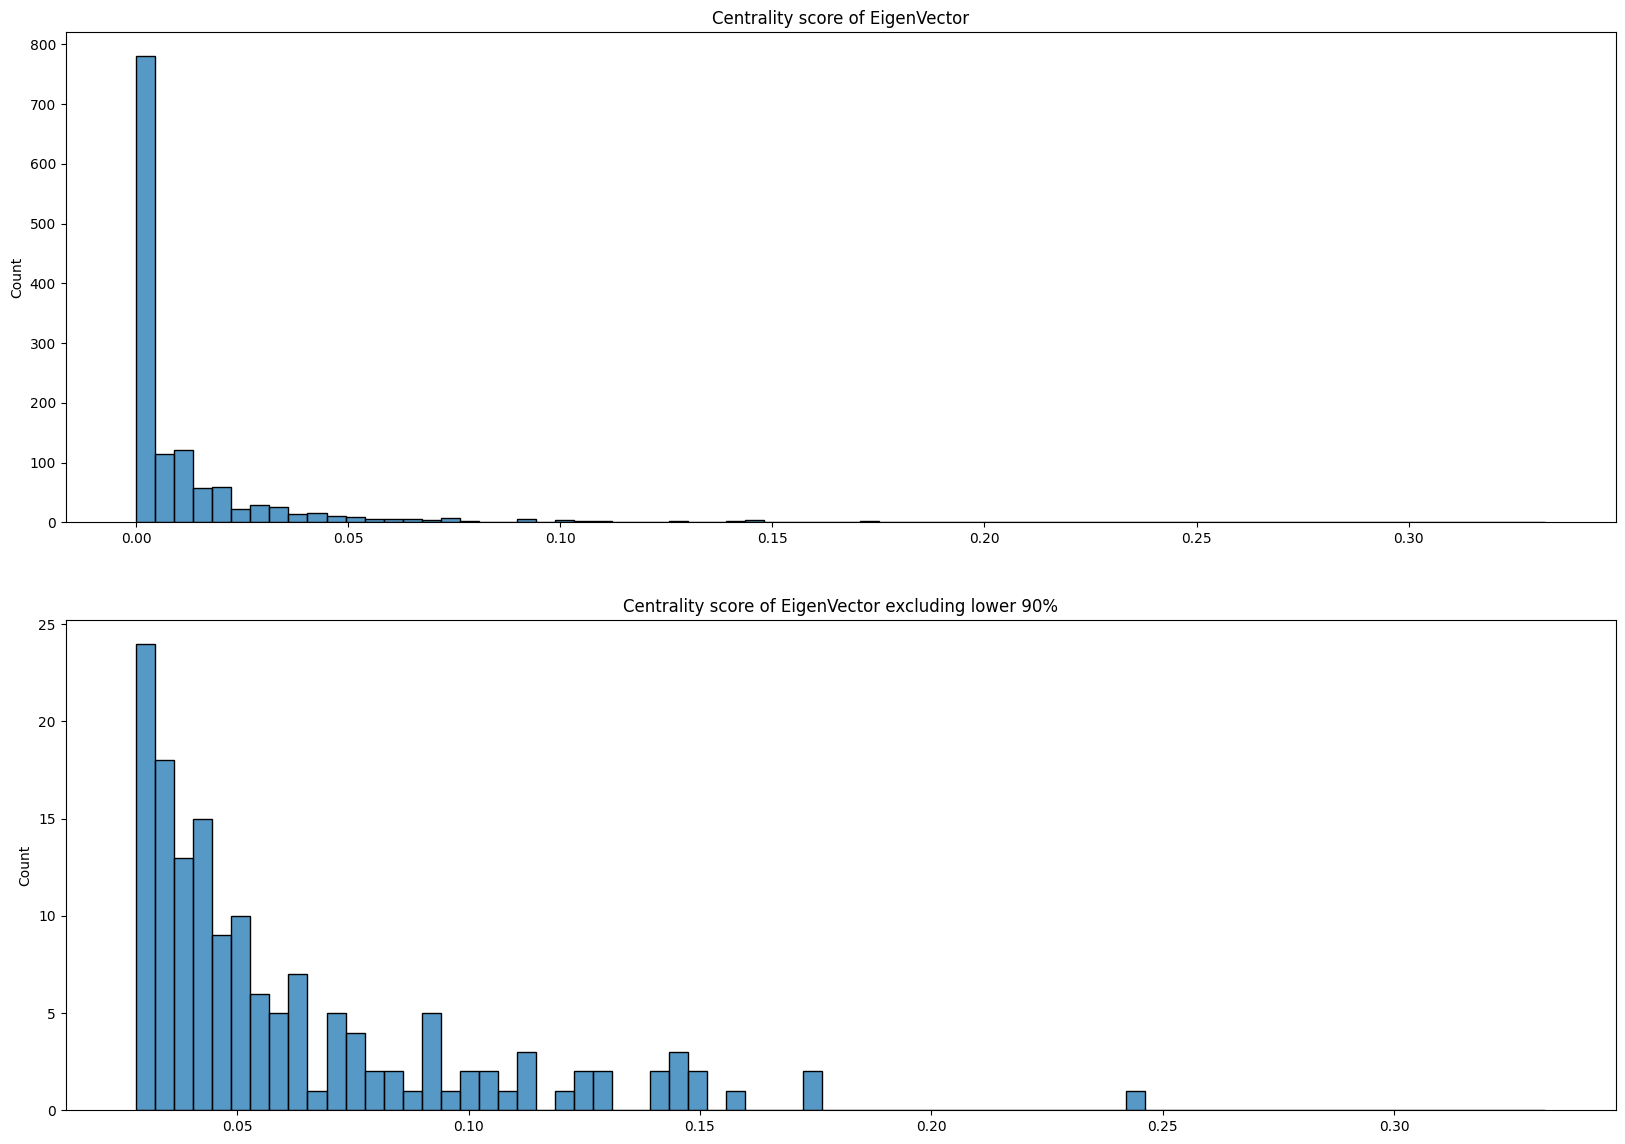 Centrality score of EigenVector
800
700
600
500
400
300
200
100
0
Count
0.00 0.05 0.10 0.15 0.20 0.25 0.30
Centrality score of EigenVector excluding lower 90%
25
20
15
10
5
0
Count
0.05 0.10 0.15 0.20 0.25 0.30